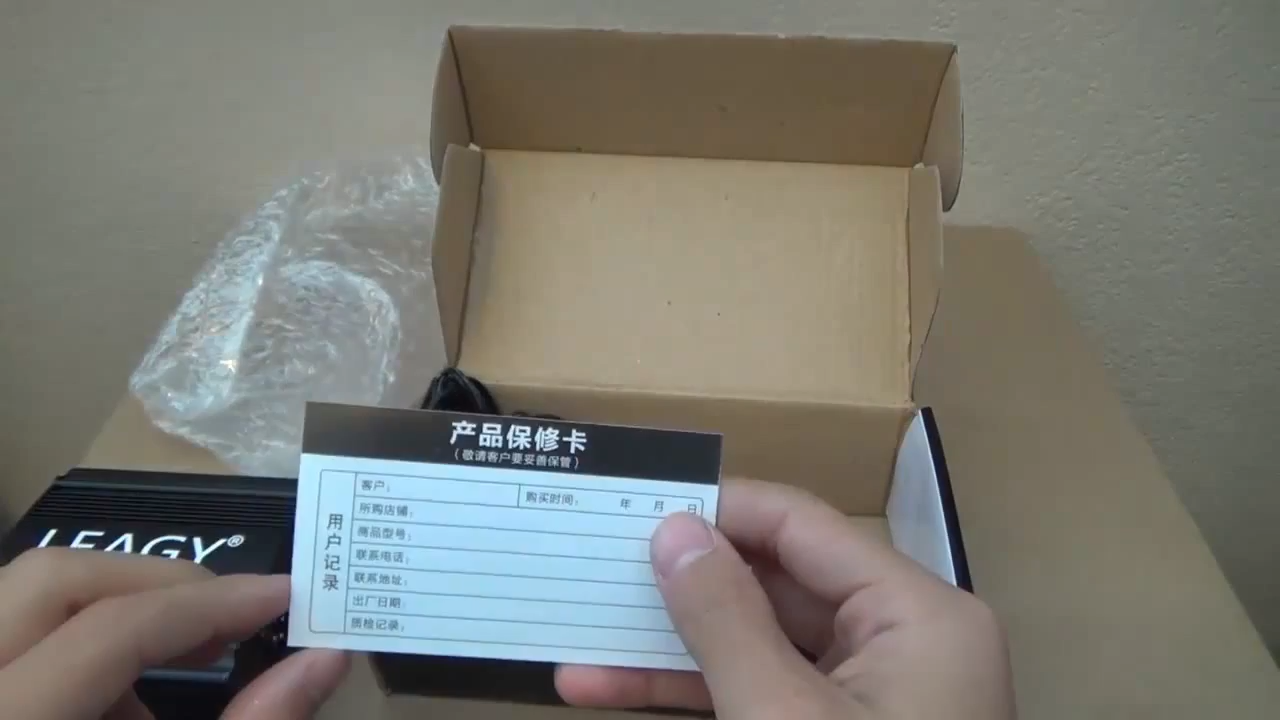 产品保修卡
(敬请客户要妥善保管)
用户记录
客户:
购买时间: 年 月 日
所购店铺:
商品型号:
联系电话:
联系地址:
出厂日期:
质检记录:
LEAGY®